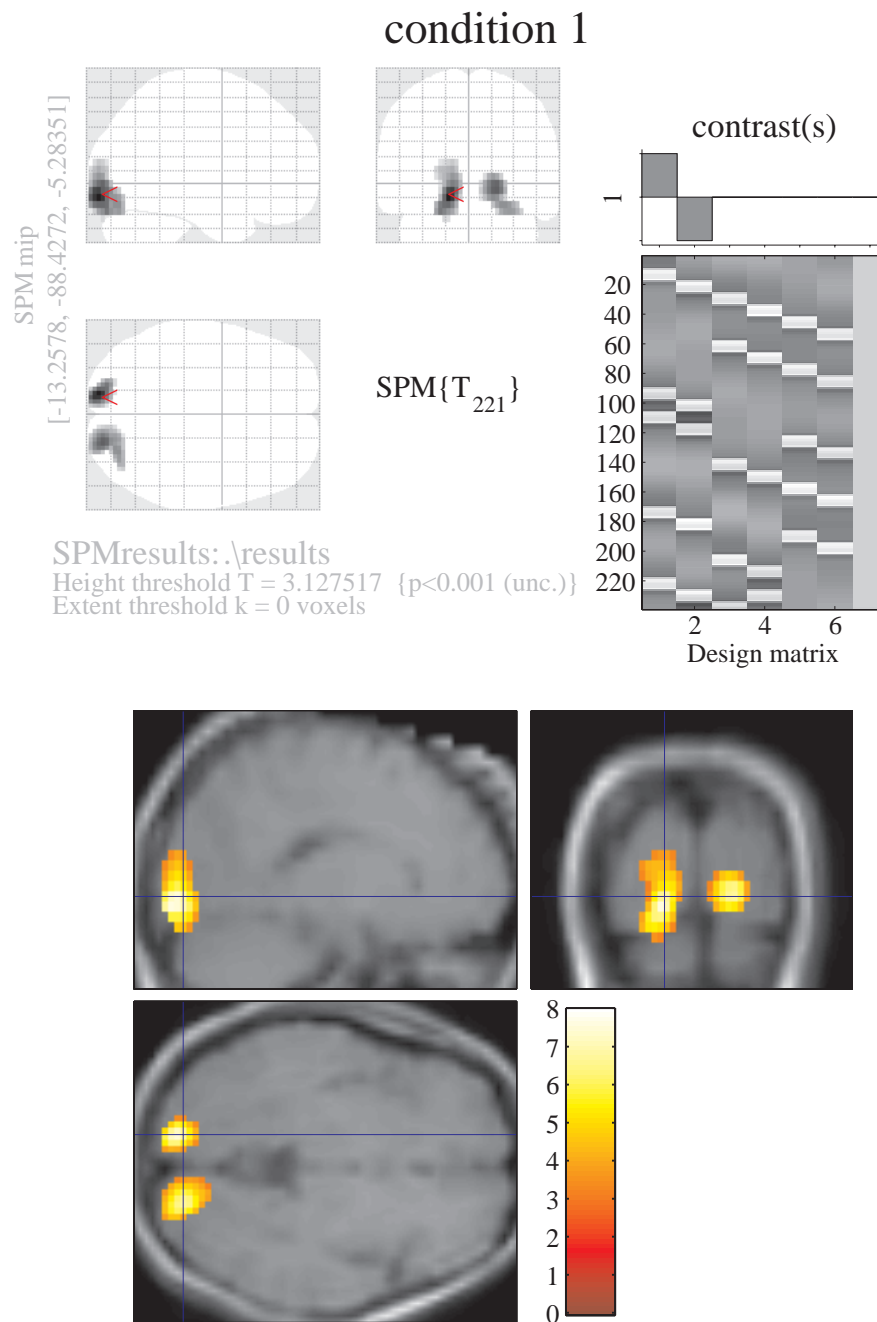 condition 1
SPM mip
[-13.2578, -88.4272, -5.28351]
<
<
<
SPM{T221}
SPMresults:.\results
Height threshold T = 3.127517 {p<0.001 (unc.)}
Extent threshold k = 0 voxels
contrast(s)
1
20
40
60
80
100
120
140
160
180
200
220
2 4 6
Design matrix
8
7
6
5
4
3
2
1
0